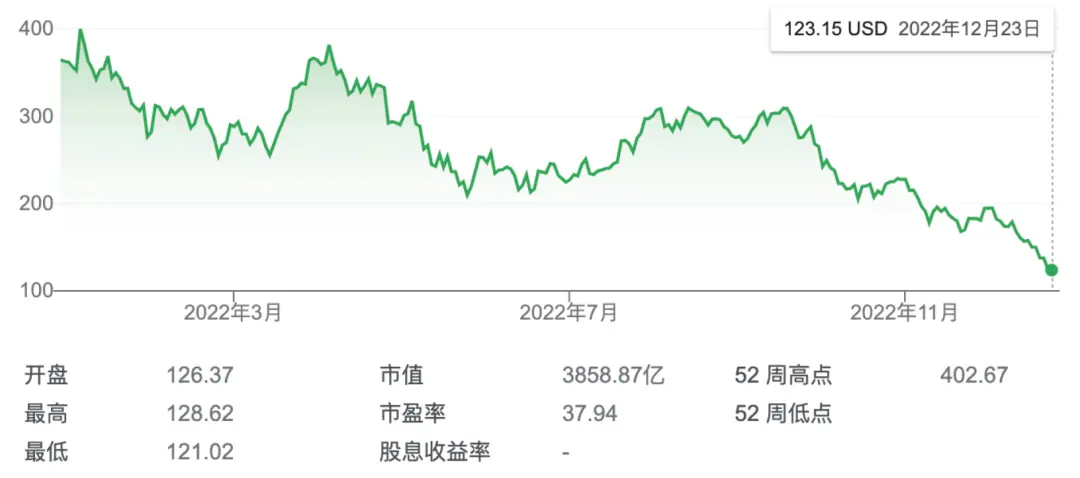 123.15 USD 2022年12月23日
400
300
200
100
2022年3月 2022年7月 2022年11月
开盘 126.37 市值 3858.87亿 52 周高点 402.67
最高 128.62 市盈率 37.94 52 周低点
最低 121.02 股息收益率 -